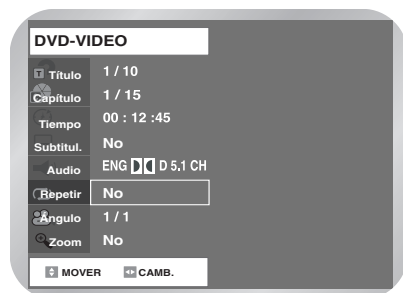 DVD-VIDEO
T Título 1 / 10
Capítulo 1 / 15
Tiempo 00 : 12 :45
Subtitul. No
Audio ENG D 5.1 CH
Repetir No
Ángulo 1 / 1
Zoom No
MOVER CAMB.